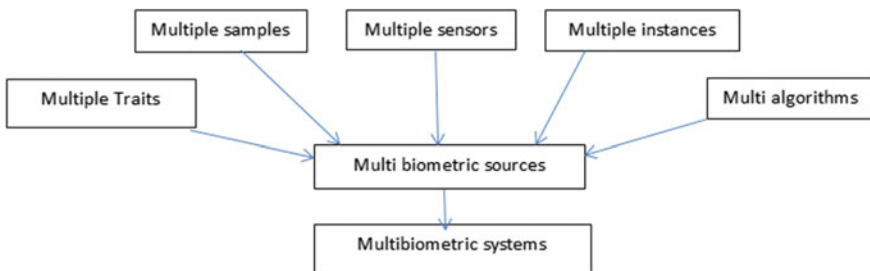 Multiple samples
Multiple sensors
Multiple instances
Multiple Traits
Multi algorithms
Multi biometric sources
Multibiometric systems